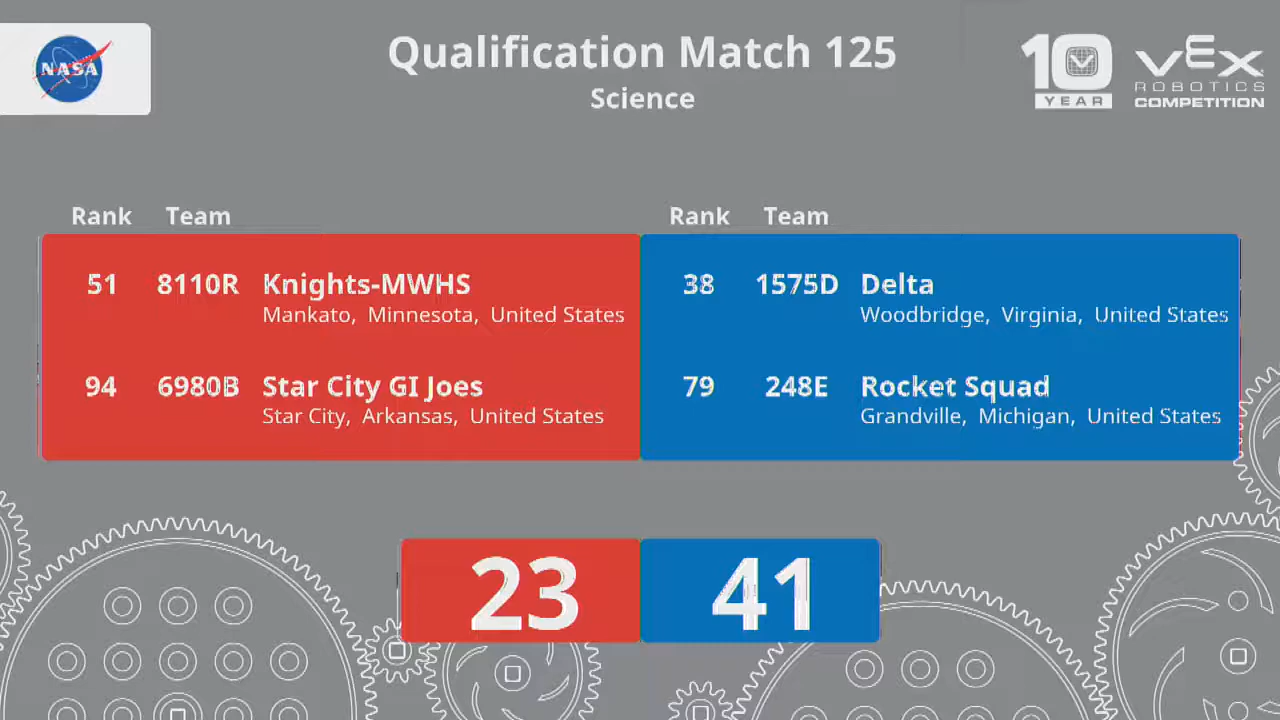 NASA
Qualification Match 125
Science
10 YEAR
VEX
ROBOTICS
COMPETITION
Rank Team
51 8110R Knights-MWHS
Mankato, Minnesota, United States
94 6980B Star City GI Joes
Star City, Arkansas, United States
Rank Team
38 1575D Delta
Woodbridge, Virginia, United States
79 248E Rocket Squad
Grandville, Michigan, United States
23
41